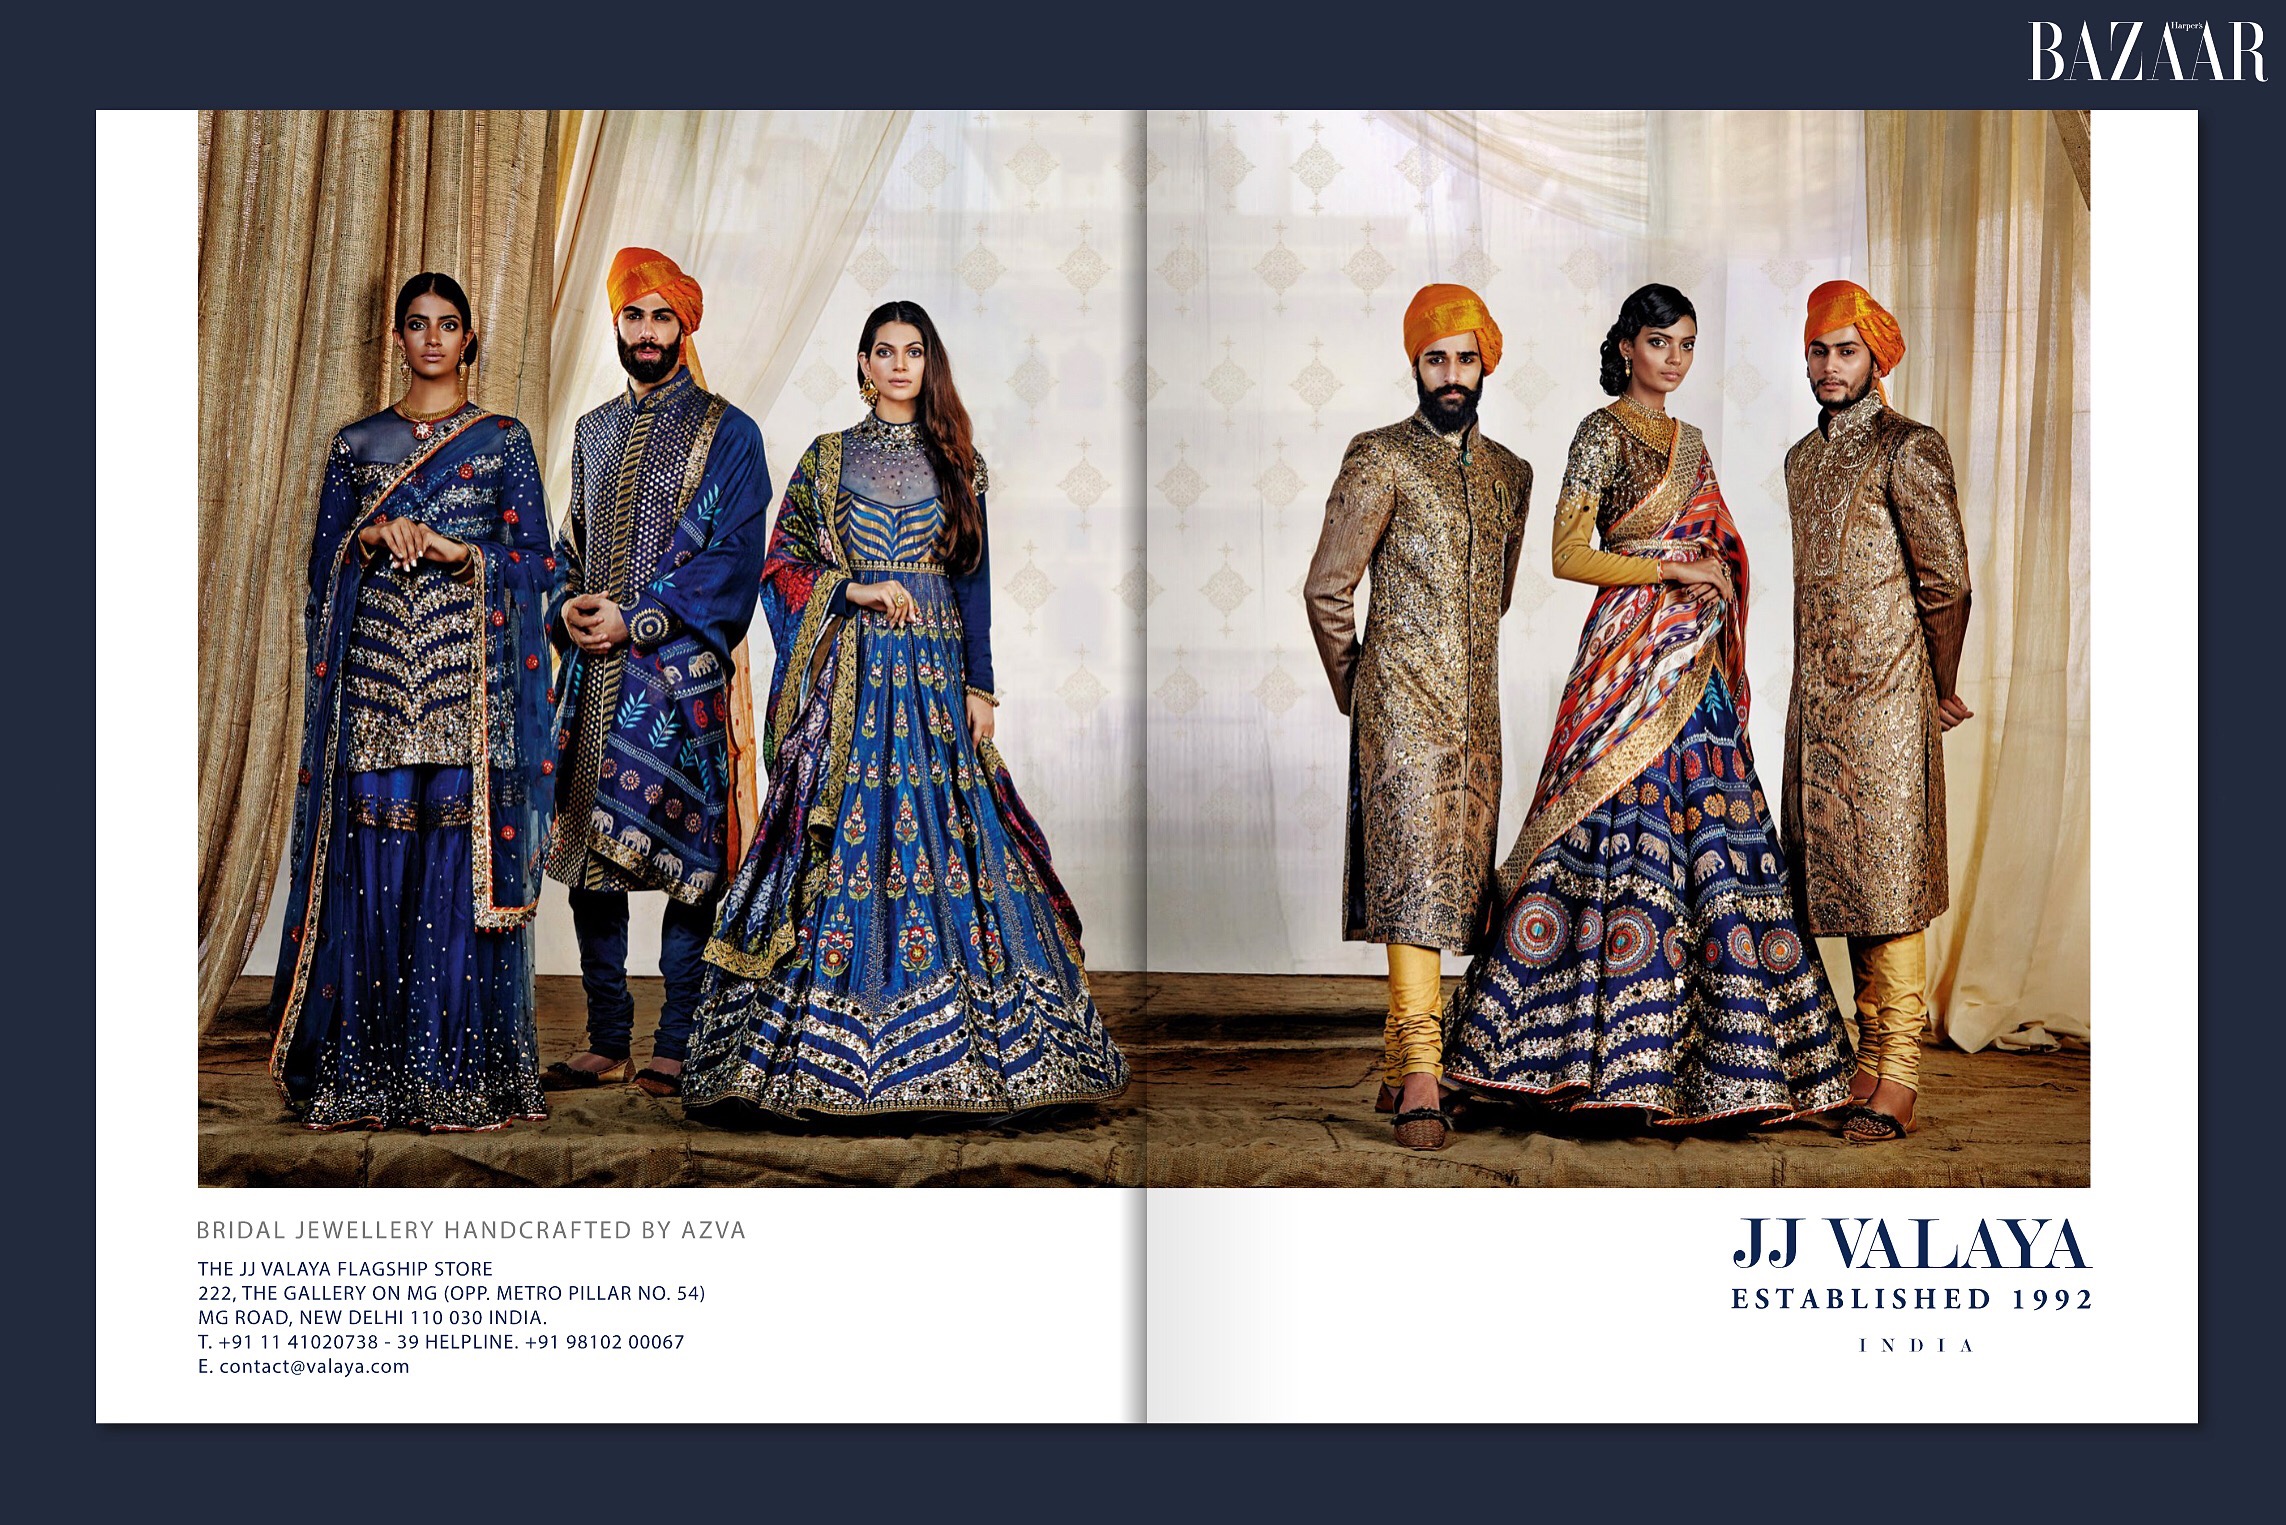 Harper's
BAZAAR
BRIDAL JEWELLERY HANDCRAFTED BY AZVA
THE JJ VALAYA FLAGSHIP STORE
222, THE GALLERY ON MG (OPP. METRO PILLAR NO. 54)
MG ROAD, NEW DELHI 110 030 INDIA.
T. +91 11 41020738 - 39 HELPLINE. +91 98102 00067
E. contact@valaya.com
JJ VALAYA
ESTABLISHED 1992
INDIA